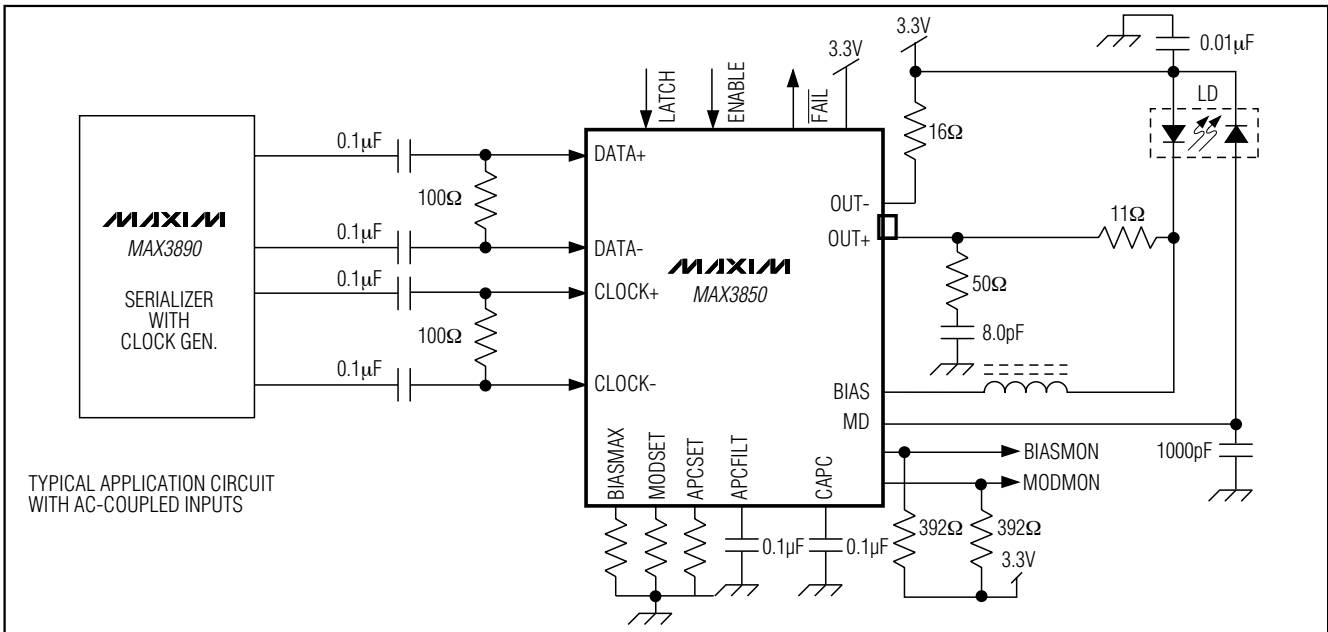 3.3V
3.3V
0.01μF
LATCH
ENABLE
FAIL
LD
0.1μF
DATA+
16Ω
100Ω
OUT-
11Ω
MAXIM
MAX3890
0.1μF
DATA-
OUT+
MAXIM
MAX3850
0.1μF
CLOCK+
50Ω
SERIALIZER
WITH
CLOCK GEN.
100Ω
8.0pF
0.1μF
CLOCK-
BIAS
MD
BIASMAX
MODSET
APCSET
APCFILT
CAPC
BIASMON
1000pF
MODMON
TYPICAL APPLICATION CIRCUIT
WITH AC-COUPLED INPUTS
0.1μF
0.1μF
392Ω
392Ω
3.3V